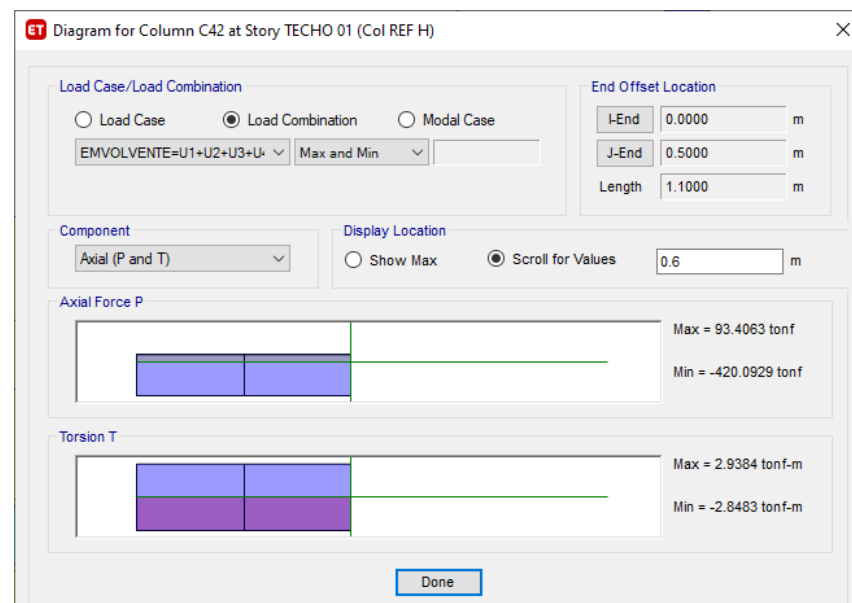 ET Diagram for Column C42 at Story TECHO 01 (Col REF H)
Load Case/Load Combination
Load Case Load Combination Modal Case
EMVOLVENTE=U1+U2+U3+U4 Max and Min
End Offset Location
I-End 0.0000 m
J-End 0.5000 m
Length 1.1000 m
Component
Axial (P and T)
Display Location
Show Max Scroll for Values 0.6 m
Axial Force P
Max = 93.4063 tonf
Min = -420.0929 tonf
Torsion T
Max = 2.9384 tonf-m
Min = -2.8483 tonf-m
Done